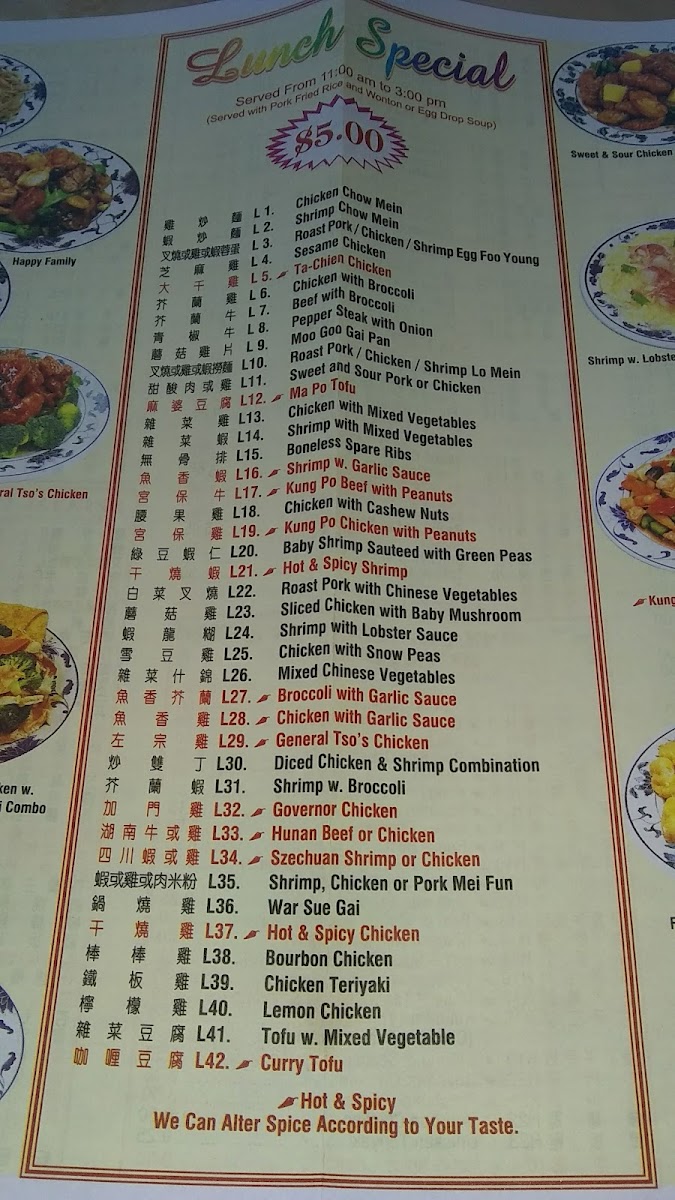 Lunch Special
Served From 11:00 am to 3:00 pm
(Served with Pork Fried Rice and Wonton or Egg Drop Soup)
$5.00
雞炒麵 L 1. Chicken Chow Mein
蝦炒麵 L 2. Shrimp Chow Mein
叉燒或雞或蝦蓉蛋 L 3. Roast Pork / Chicken / Shrimp Egg Foo Young
芝麻雞 L 4. Sesame Chicken
大干雞 L 5. Ta-Chien Chicken
芥蘭雞 L 6. Chicken with Broccoli
芥蘭牛 L 7. Beef with Broccoli
青椒牛 L 8. Pepper Steak with Onion
蘑菇雞片 L 9. Moo Goo Gai Pan
叉燒或雞或蝦撈麵 L10. Roast Pork / Chicken / Shrimp Lo Mein
甜酸肉或雞 L11. Sweet and Sour Pork or Chicken
麻婆豆腐 L12. Ma Po Tofu
雜菜雞 L13. Chicken with Mixed Vegetables
雜菜蝦 L14. Shrimp with Mixed Vegetables
無骨排 L15. Boneless Spare Ribs
魚香蝦 L16. Shrimp w. Garlic Sauce
宮保牛 L17. Kung Po Beef with Peanuts
腰果雞 L18. Chicken with Cashew Nuts
宮保雞 L19. Kung Po Chicken with Peanuts
綠豆蝦仁 L20. Baby Shrimp Sauteed with Green Peas
干燒蝦 L21. Hot & Spicy Shrimp
白菜叉燒 L22. Roast Pork with Chinese Vegetables
蘑菇雞 L23. Sliced Chicken with Baby Mushroom
蝦龍糊 L24. Shrimp with Lobster Sauce
雪豆雞 L25. Chicken with Snow Peas
雜菜什錦 L26. Mixed Chinese Vegetables
魚香芥蘭 L27. Broccoli with Garlic Sauce
魚香雞 L28. Chicken with Garlic Sauce
左宗雞 L29. General Tso's Chicken
炒雙丁 L30. Diced Chicken & Shrimp Combination
芥蘭蝦 L31. Shrimp w. Broccoli
加門雞 L32. Governor Chicken
湖南牛或雞 L33. Hunan Beef or Chicken
四川蝦或雞 L34. Szechuan Shrimp or Chicken
蝦或雞或肉米粉 L35. Shrimp, Chicken or Pork Mei Fun
鍋燒雞 L36. War Sue Gai
干燒雞 L37. Hot & Spicy Chicken
棒棒雞 L38. Bourbon Chicken
鐵板雞 L39. Chicken Teriyaki
檸檬雞 L40. Lemon Chicken
雜菜豆腐 L41. Tofu w. Mixed Vegetable
咖喱豆腐 L42. Curry Tofu
Hot & Spicy
We Can Alter Spice According to Your Taste.
Happy Family
ral Tso's Chicken
ken w.
i Combo
Sweet & Sour Chicken
Shrimp w. Lobste
Kung